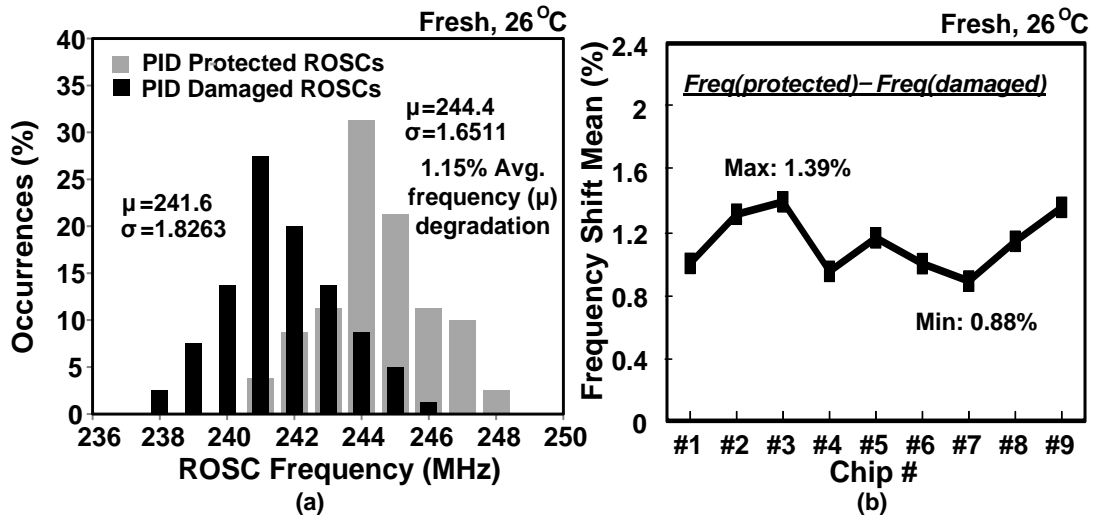 Fresh, 26°C
40
35
30
25
20
15
10
5
0
Occurrences (%)
PID Protected ROSCs
PID Damaged ROSCs
μ=244.4
σ=1.6511
1.15% Avg.
frequency (μ)
degradation
μ=241.6
σ=1.8263
236 238 240 242 244 246 248 250
ROSC Frequency (MHz)
(a)
Fresh, 26°C
2.4
2
1.6
1.2
0.8
0.4
0
Frequency Shift Mean (%)
Freq(protected)−Freq(damaged)
Max: 1.39%
Min: 0.88%
#1 #2 #3 #4 #5 #6 #7 #8 #9
Chip #
(b)